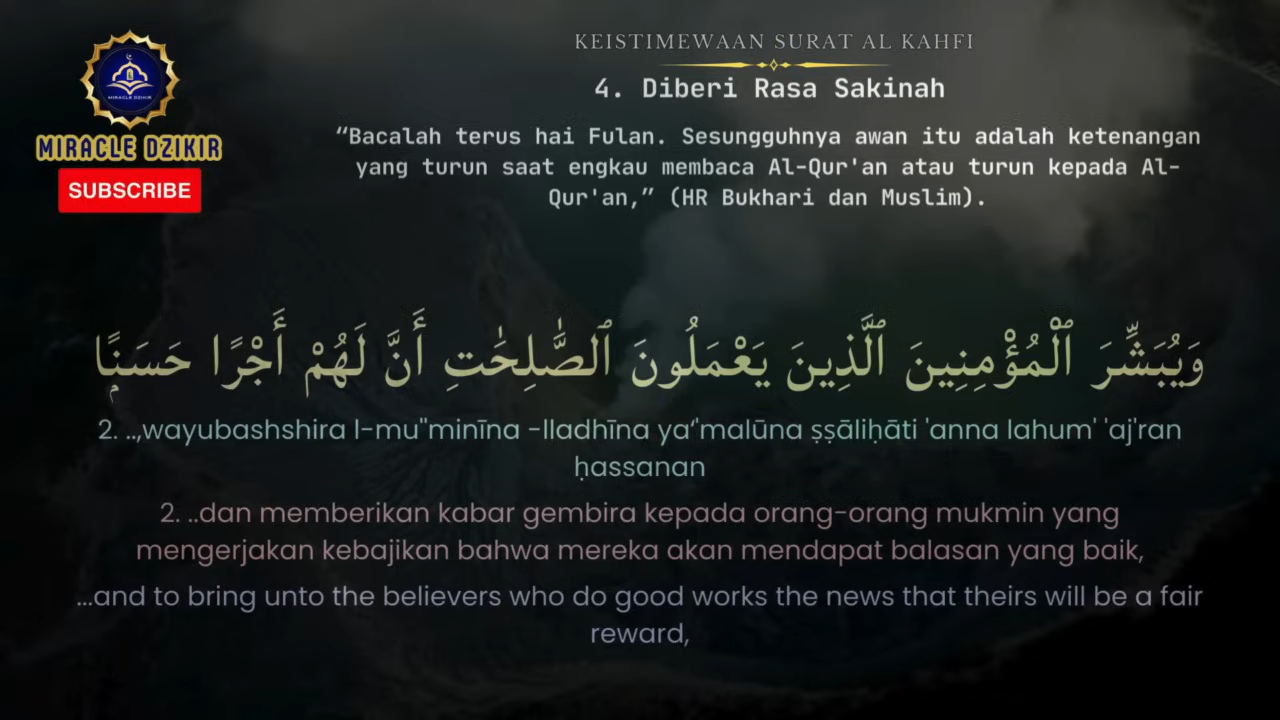 KEISTIMEWAAN SURAT AL KAHFI
4. Diberi Rasa Sakinah
“Bacalah terus hai Fulan. Sesungguhnya awan itu adalah ketenangan
yang turun saat engkau membaca Al-Qur'an atau turun kepada Al-
Qur'an,” (HR Bukhari dan Muslim).
MIRACLE DZIKIR
MIRACLE DZIKIR
SUBSCRIBE
وَيُبَشِّرَ ٱلْمُؤْمِنِينَ ٱلَّذِينَ يَعْمَلُونَ ٱلصَّٰلِحَٰتِ أَنَّ لَهُمْ أَجْرًا حَسَنًۭا
2. ..,wayubashshira l-mu"minīna -lladhīna yaʻ'malūna ṣṣāliḥāti 'anna lahum' 'aj'ran
ḥassanan
2. ..dan memberikan kabar gembira kepada orang-orang mukmin yang
mengerjakan kebajikan bahwa mereka akan mendapat balasan yang baik,
...and to bring unto the believers who do good works the news that theirs will be a fair
reward,